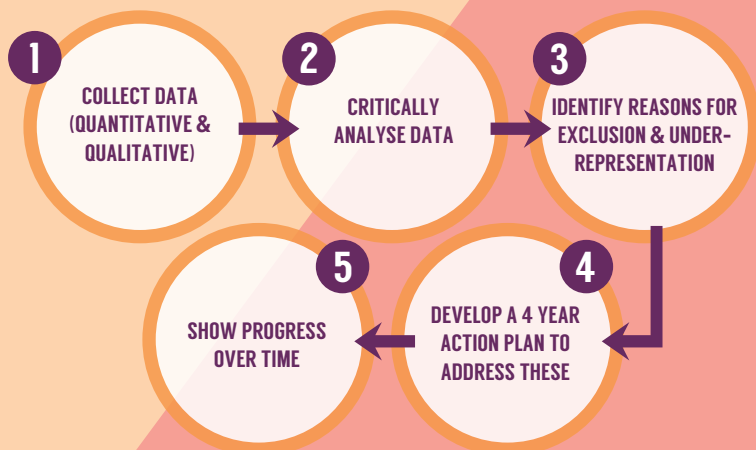 1
COLLECT DATA
(QUANTITATIVE &
QUALITATIVE)
2
CRITICALLY
ANALYSE DATA
3
IDENTIFY REASONS FOR
EXCLUSION & UNDER-
REPRESENTATION
4
DEVELOP A 4 YEAR
ACTION PLAN TO
ADDRESS THESE
5
SHOW PROGRESS
OVER TIME